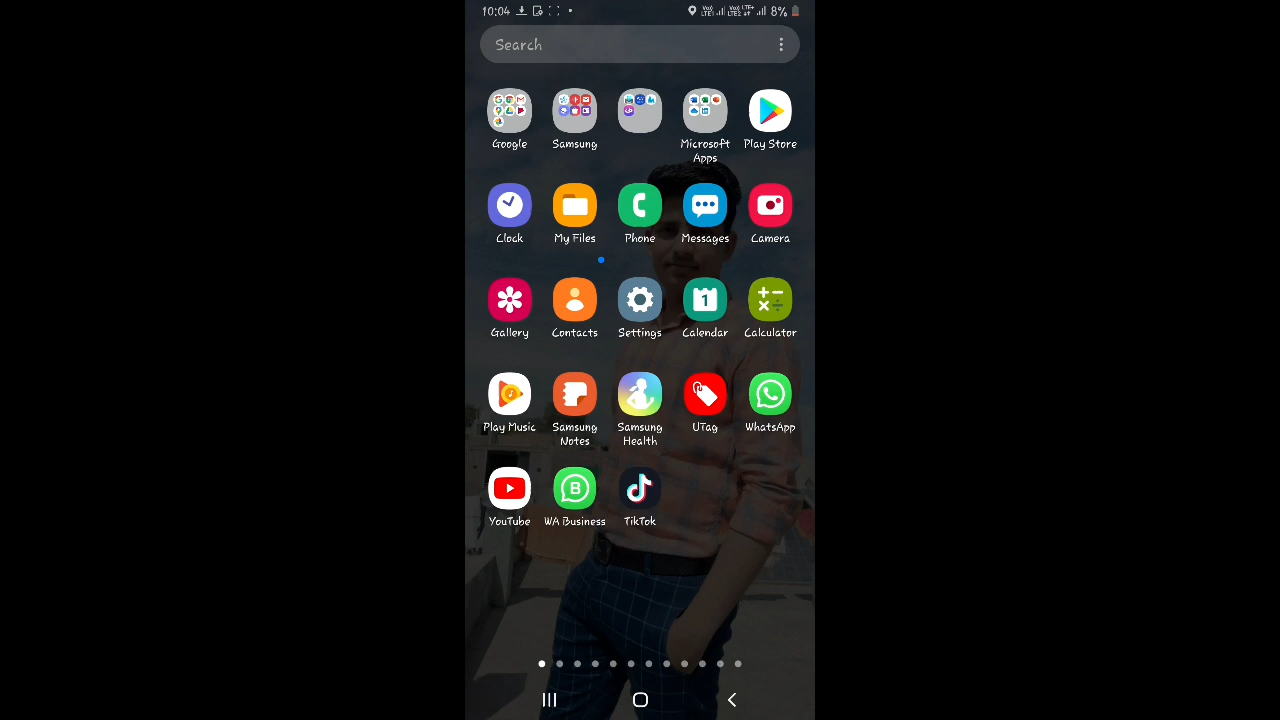 10:04
8%
Search
Google
Samsung
Microsoft
Apps
Play Store
Clock
My Files
Phone
Messages
Camera
Gallery
Contacts
Settings
1
Calendar
Calculator
Play Music
Samsung
Notes
Samsung
Health
UTag
WhatsApp
YouTube
B
WA Business
TikTok